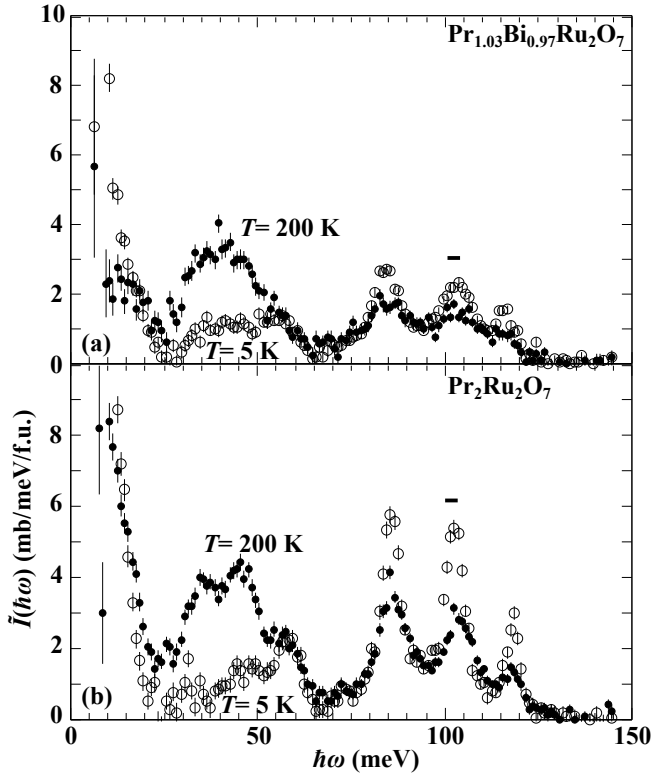 10
Pr1.03Bi0.97Ru2O7
8
6
T= 200 K
4
2
T= 5 K
(a)
0
Pr2Ru2O7
8
6
T= 200 K
4
2
T= 5 K
(b)
0
Ĩ(ħω) (mb/meV/f.u.)
0 50 100 150
ħω (meV)